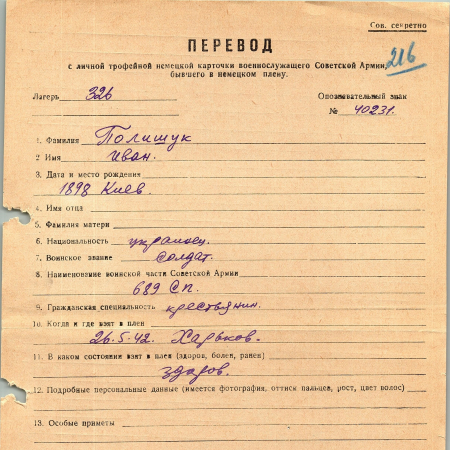 Сов. секретно
216
ПЕРЕВОД
с личной трофейной немецкой карточки военнослужащего Советской Армии,
бывшего в немецком плену.
Лагерь 326
Опознавательный знак
№ 40231.
1. Фамилия Полищук
2 Имя Иван.
3. Дата и место рождения
1898 Киев.
4. Имя отца
5. Фамилия матери
6. Национальность украинец.
7. Воинское звание солдат.
8. Наименование воинской части Советской Армии
689 СП.
9. Гражданская специальность крестьянин.
10. Когда и где взят в плен
26.5.42. Харьков.
11. В каком состоянии взят в плен (здоров, болен, ранен)
здоров.
12. Подробные персональные данные (имеется фотография, оттиск пальцев, рост, цвет волос)
13. Особые приметы